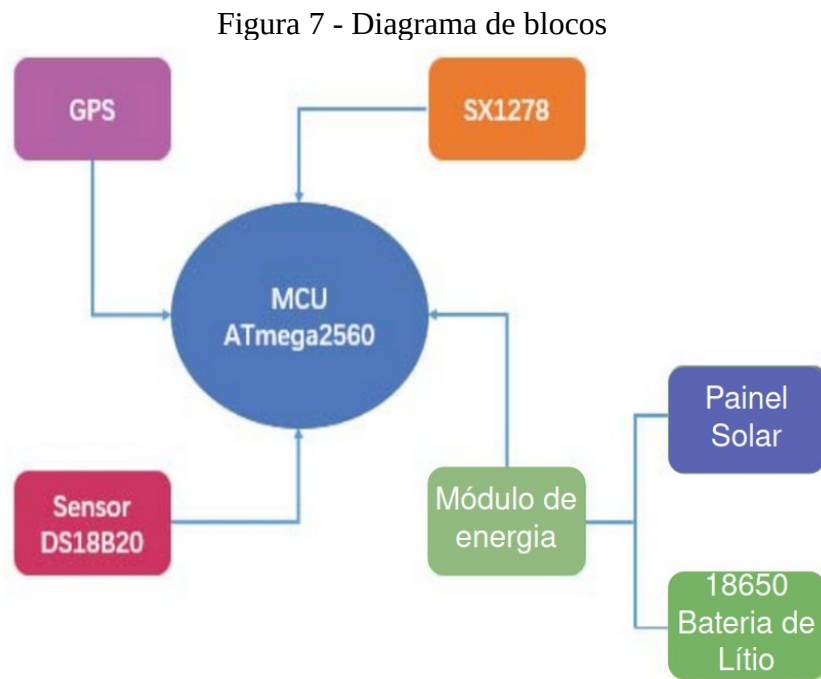 Figura 7 - Diagrama de blocos
GPS
SX1278
MCU
ATmega2560
Painel
Solar
Sensor
DS18B20
Módulo de
energia
18650
Bateria de
Lítio